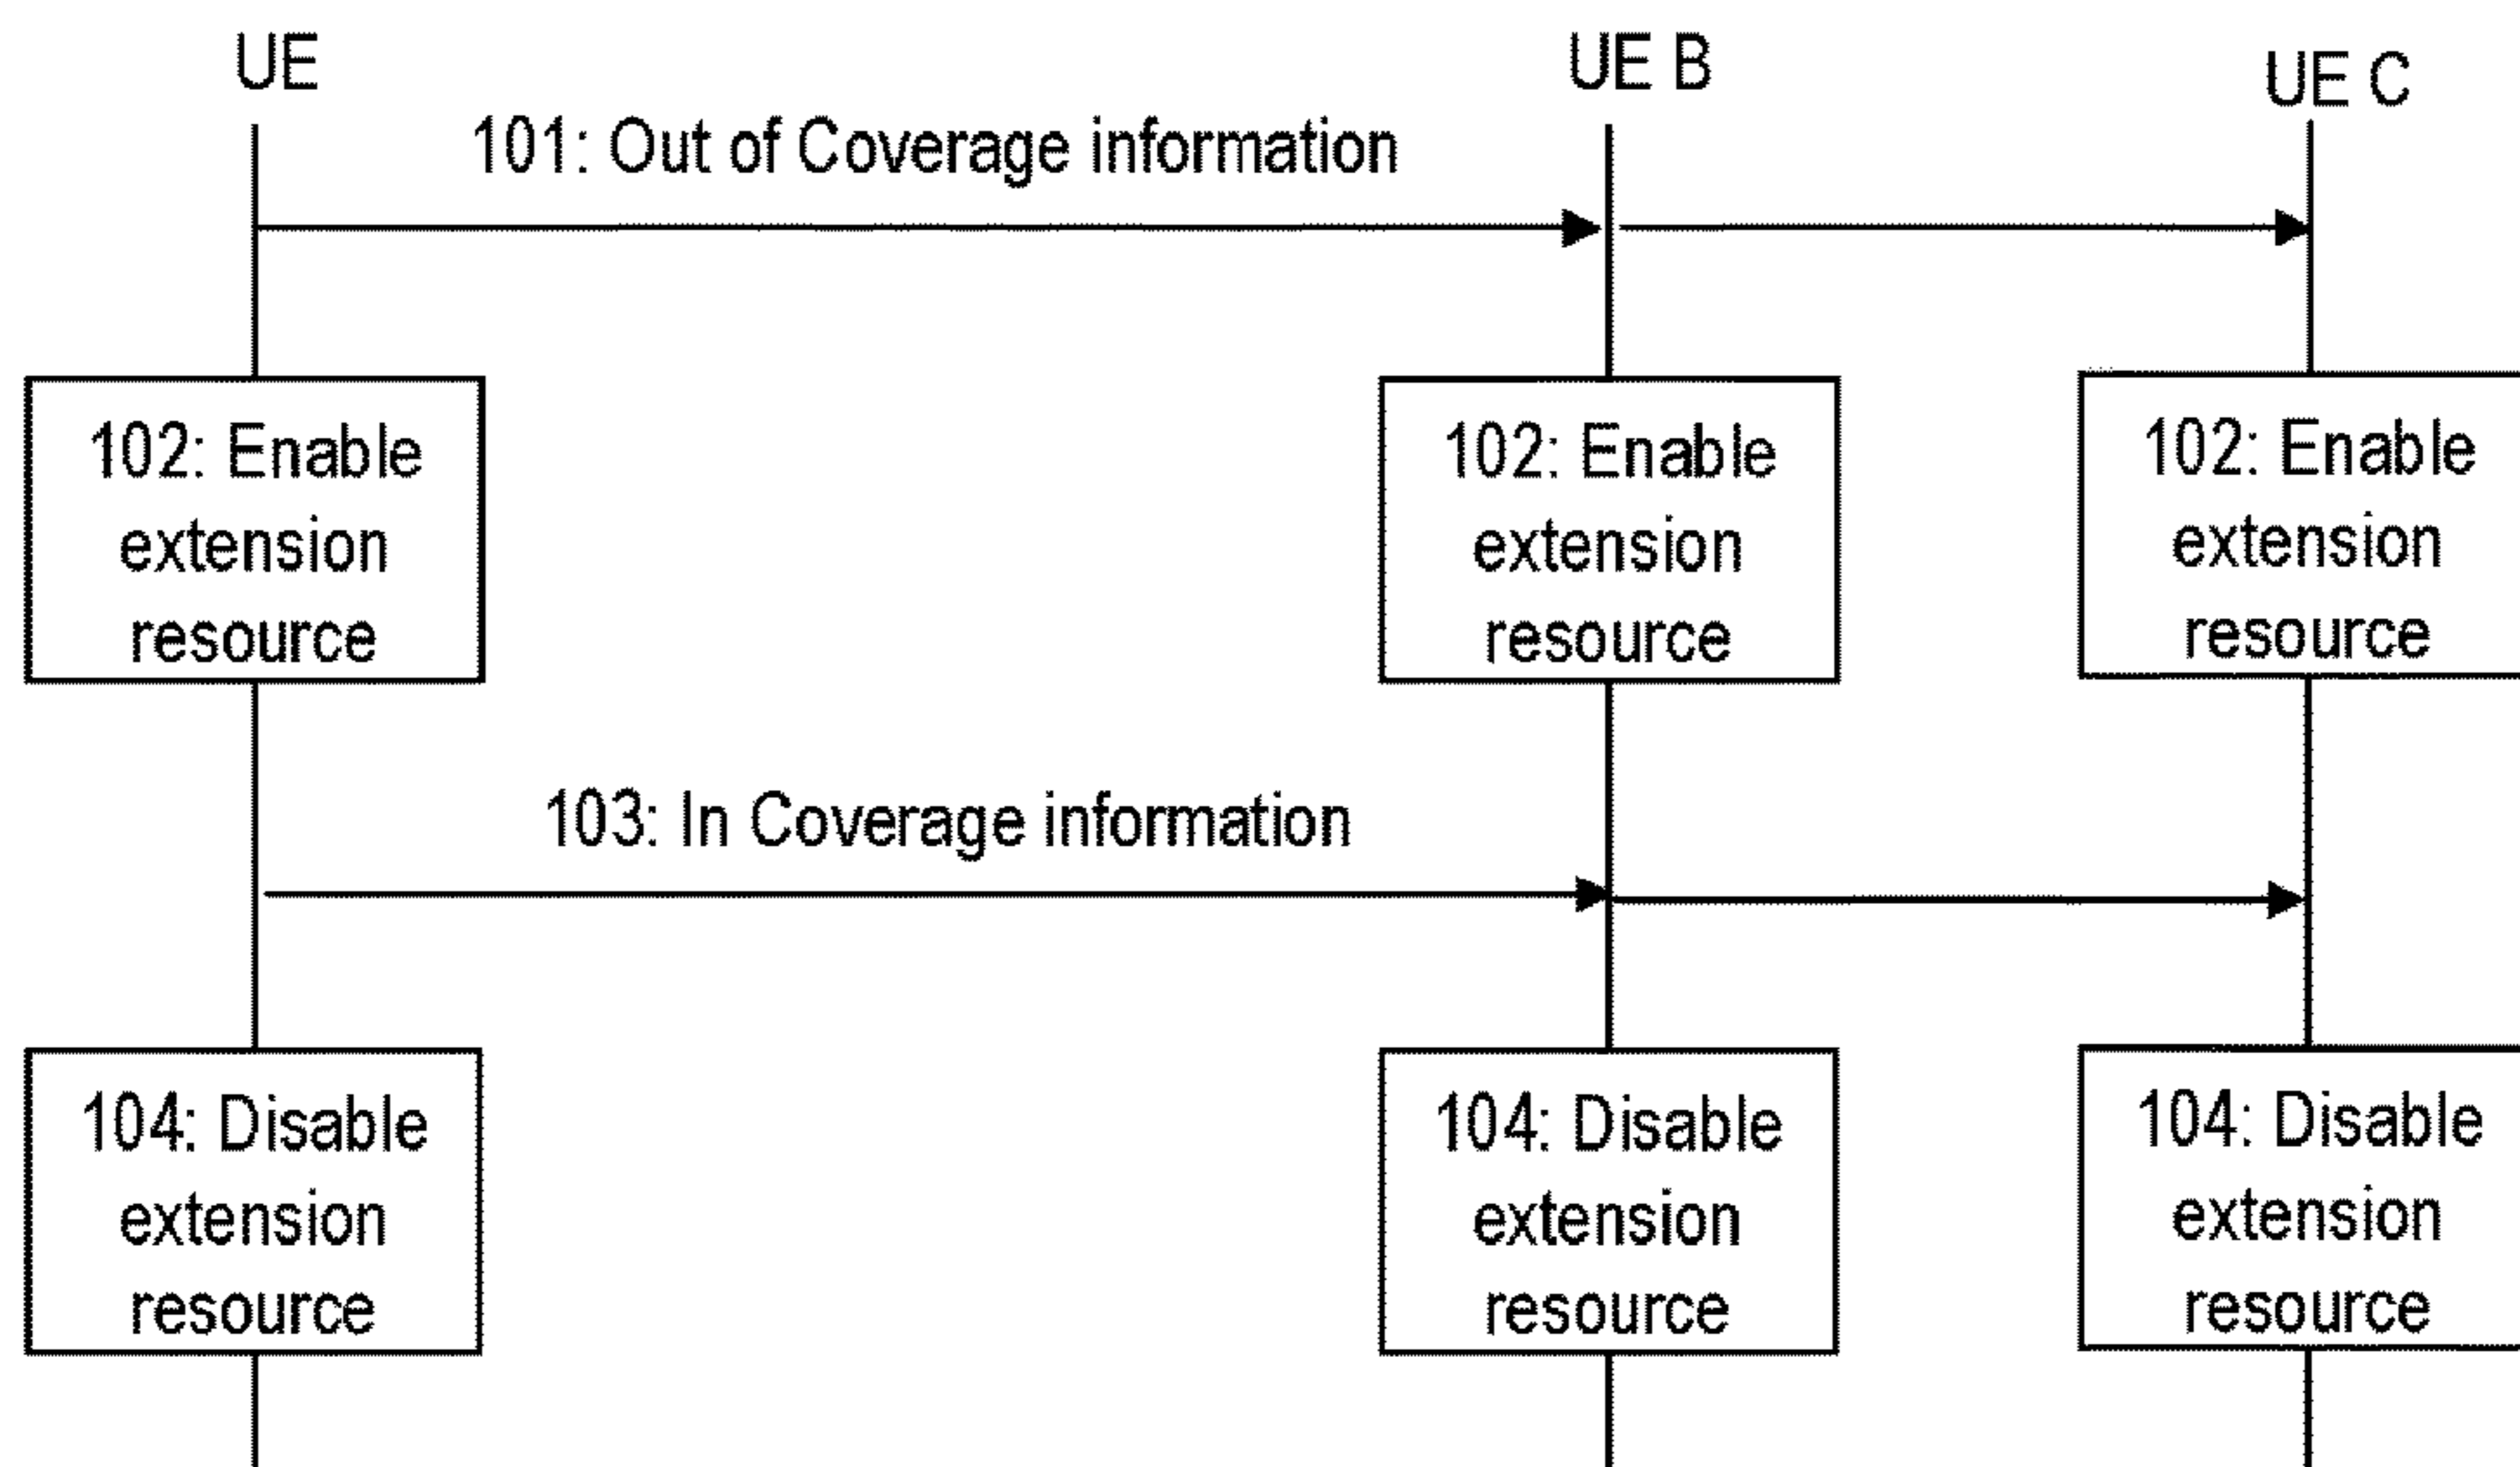 UE
UE B
UE C
101: Out of Coverage information
102: Enable
extension
resource
102: Enable
extension
resource
102: Enable
extension
resource
103: In Coverage information
104: Disable
extension
resource
104: Disable
extension
resource
104: Disable
extension
resource